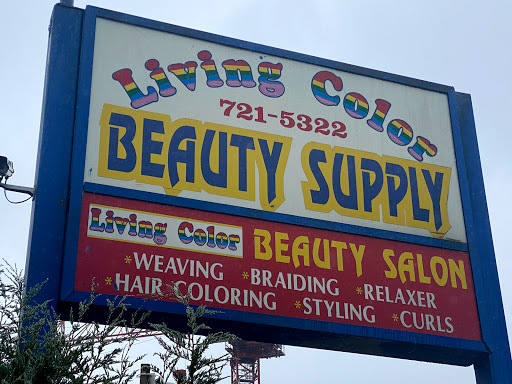 Living Color
721-5322
BEAUTY SUPPLY
Living Color BEAUTY SALON
*WEAVING *BRAIDING *RELAXER
*HAIR COLORING *STYLING *CURLS